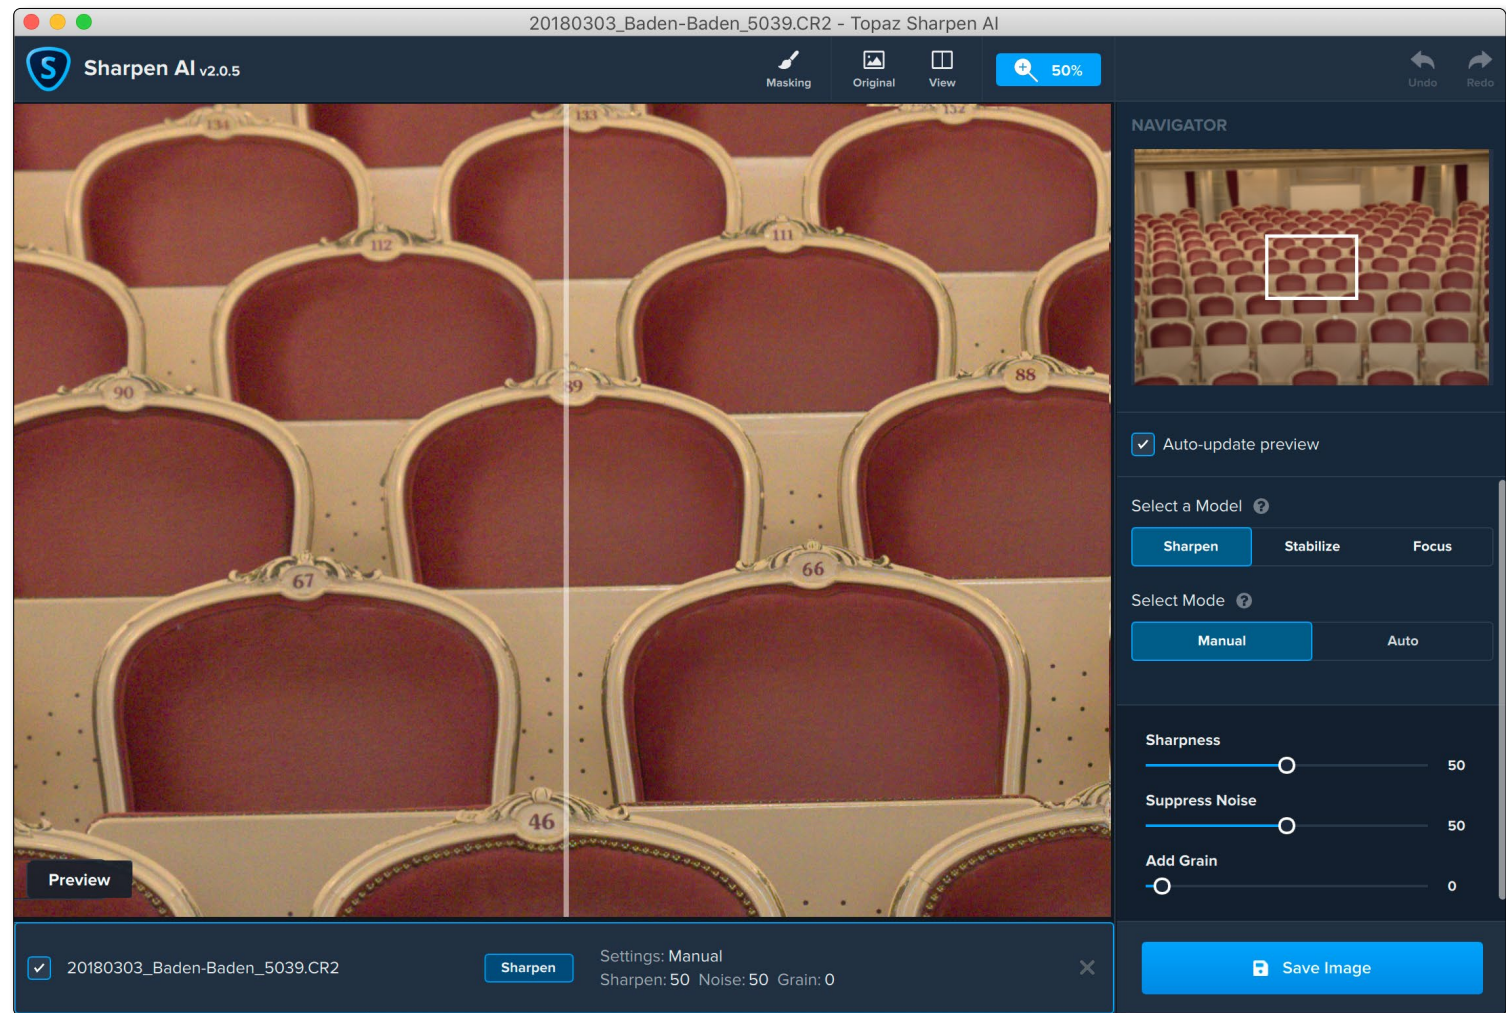 20180303_Baden-Baden_5039.CR2 - Topaz Sharpen AI
S Sharpen AI v2.0.5
Masking Original View 50% Undo Redo
NAVIGATOR
134 133 132
112 111
90 89 88
67 66
46
Preview
Auto-update preview
Select a Model ?
Sharpen Stabilize Focus
Select Mode ?
Manual Auto
Sharpness
50
Suppress Noise
50
Add Grain
0
20180303_Baden-Baden_5039.CR2 Sharpen
Settings: Manual
Sharpen: 50 Noise: 50 Grain: 0
Save Image